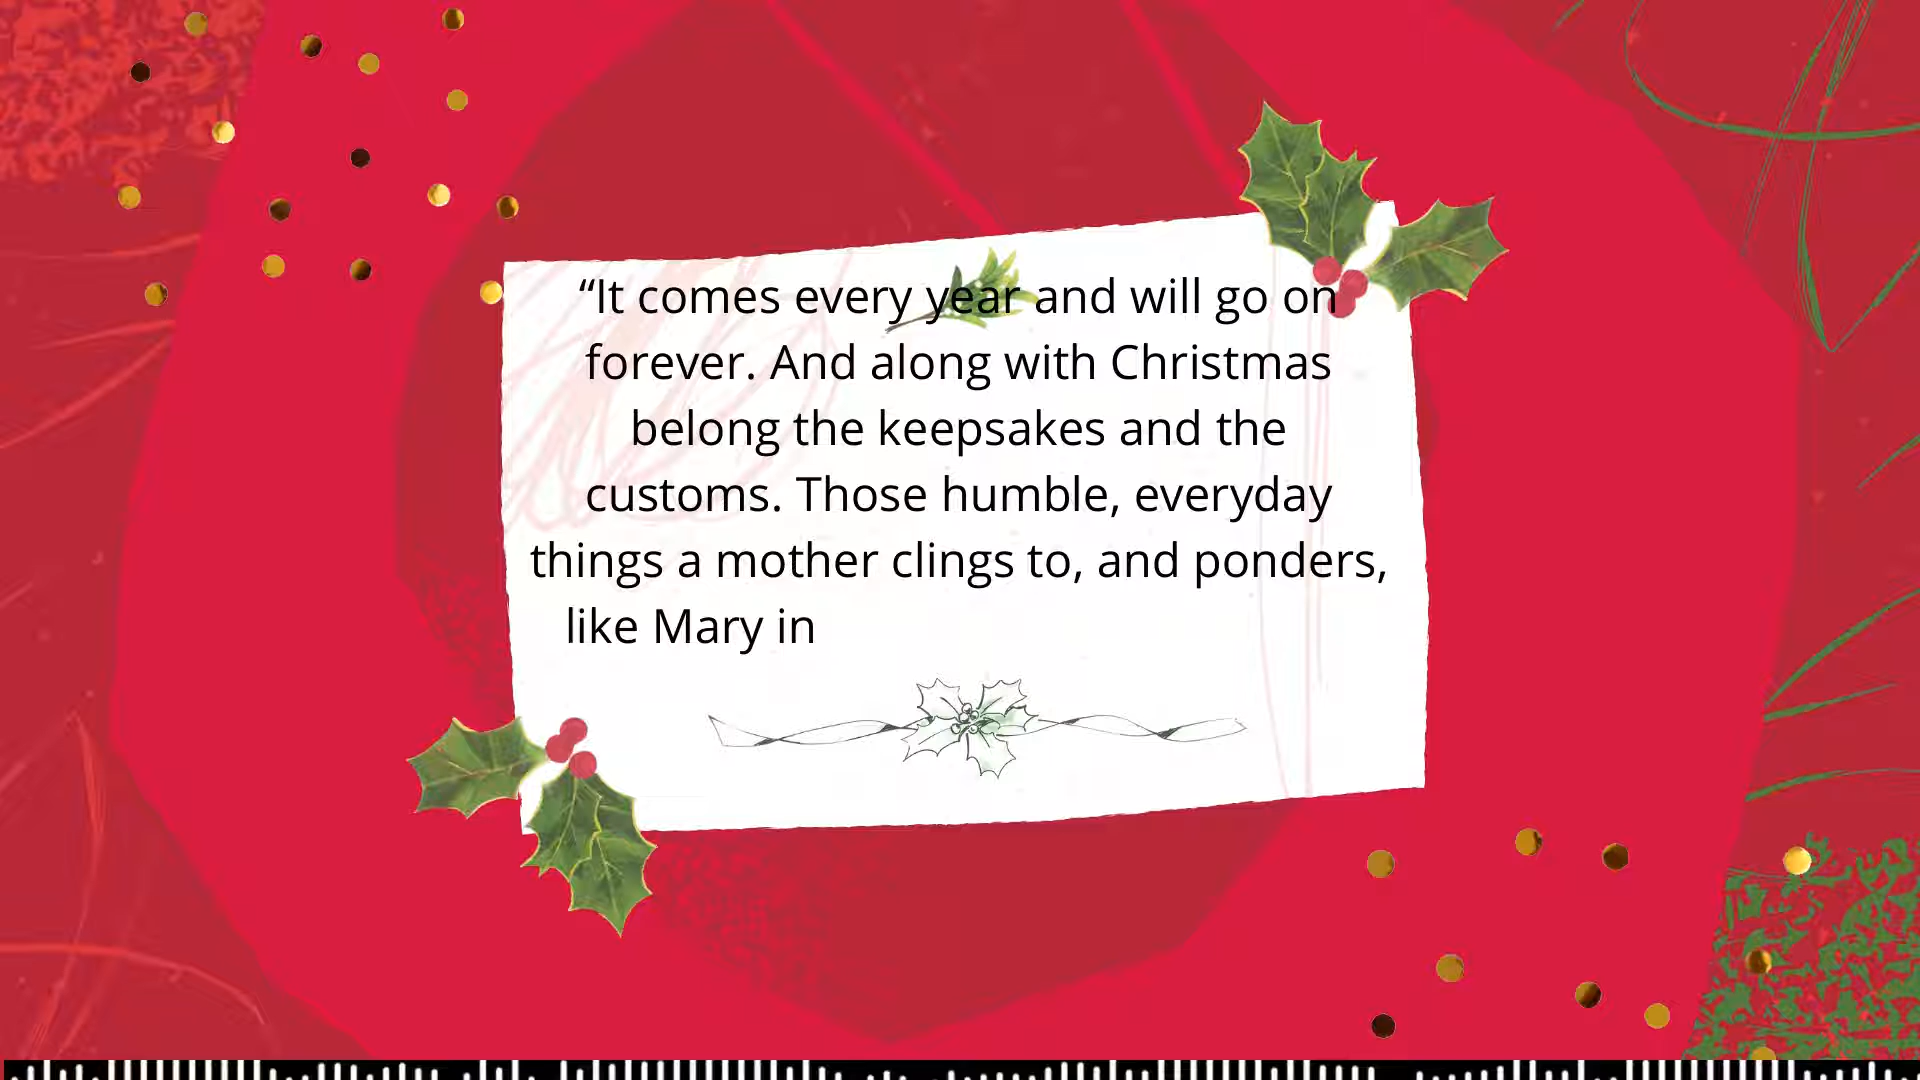 “It comes every year and will go on
forever. And along with Christmas
belong the keepsakes and the
customs. Those humble, everyday
things a mother clings to, and ponders,
like Mary in